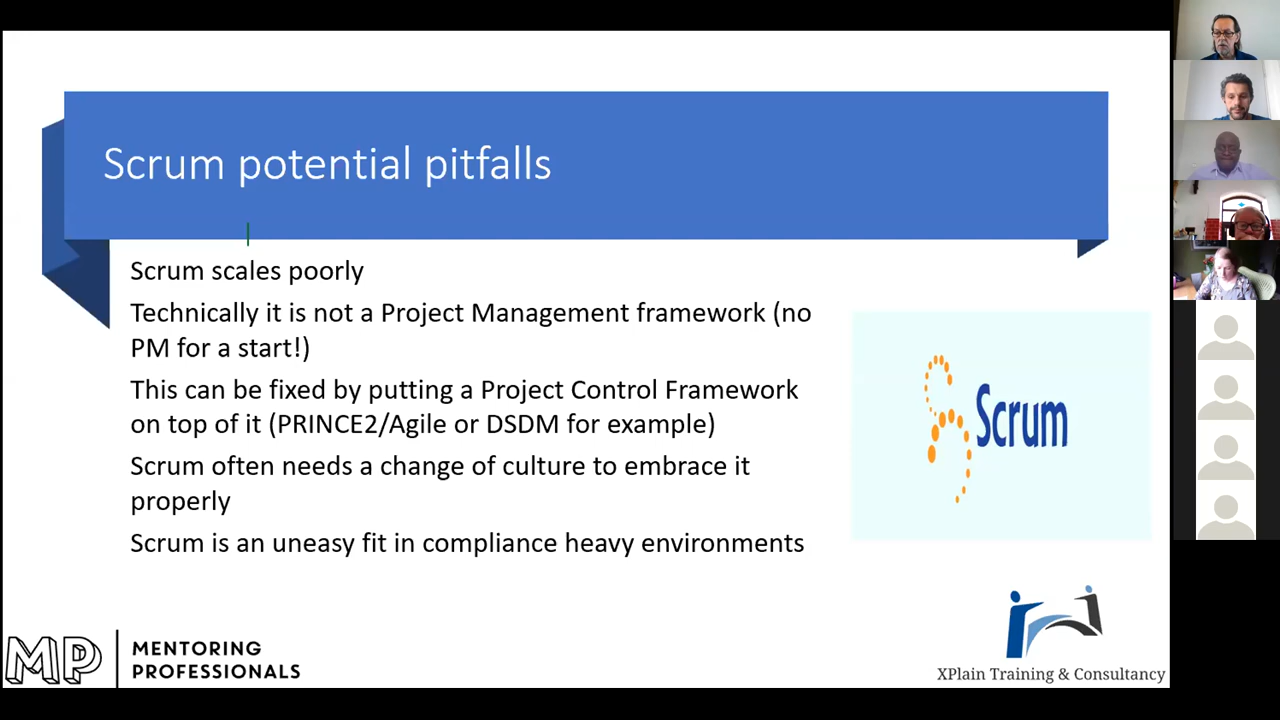 Scrum potential pitfalls
Scrum scales poorly
Technically it is not a Project Management framework (no
PM for a start!)
This can be fixed by putting a Project Control Framework
on top of it (PRINCE2/Agile or DSDM for example)
Scrum often needs a change of culture to embrace it
properly
Scrum is an uneasy fit in compliance heavy environments
Scrum
MP
MENTORING
PROFESSIONALS
XPlain Training & Consultancy